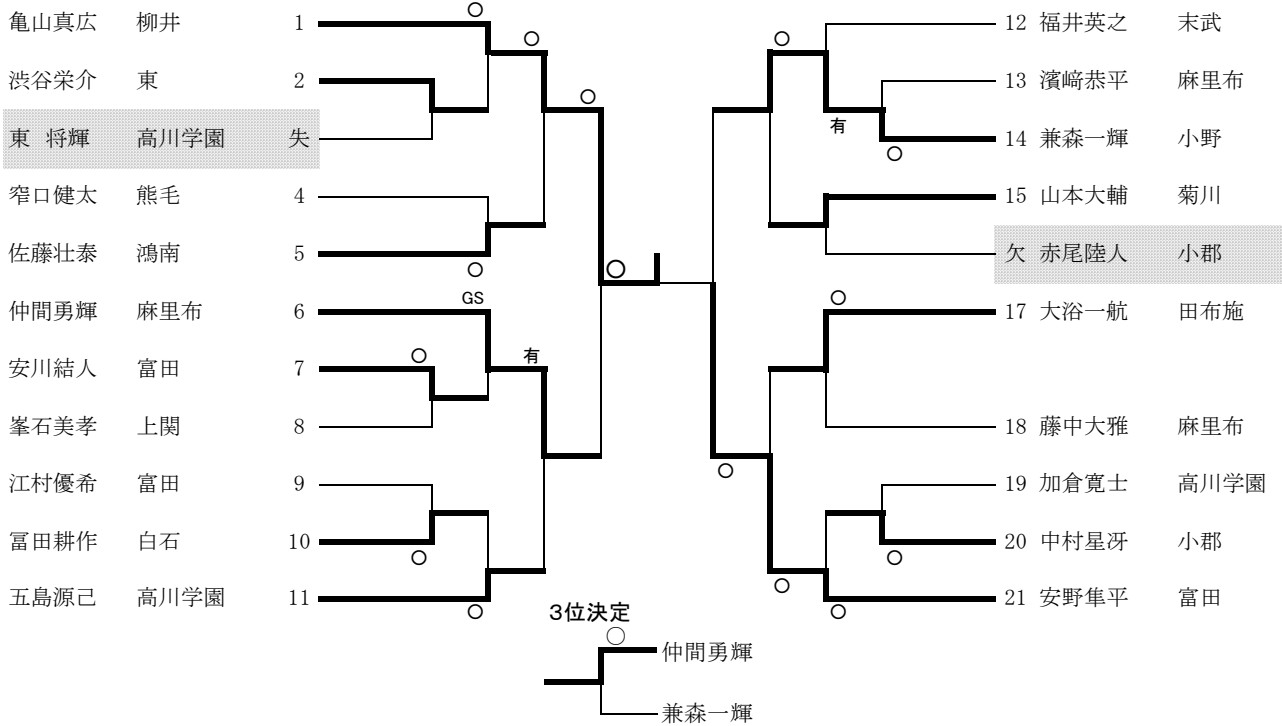 亀山真広 柳井 1
渋谷栄介 東 2
東 将輝 高川学園 失
窄口健太 熊毛 4
佐藤壮泰 鴻南 5
仲間勇輝 麻里布 6
安川結人 富田 7
峯石美孝 上関 8
江村優希 富田 9
冨田耕作 白石 10
五島源己 高川学園 11
○
○
○
○
GS
○
有
○
○
○
12 福井英之 末武
13 濱﨑恭平 麻里布
14 兼森一輝 小野
15 山本大輔 菊川
欠 赤尾陸人 小郡
17 大浴一航 田布施
18 藤中大雅 麻里布
19 加倉寛士 高川学園
20 中村星冴 小郡
21 安野隼平 富田
○
有
○
○
○
○
○
○
3位決定
○
仲間勇輝
兼森一輝